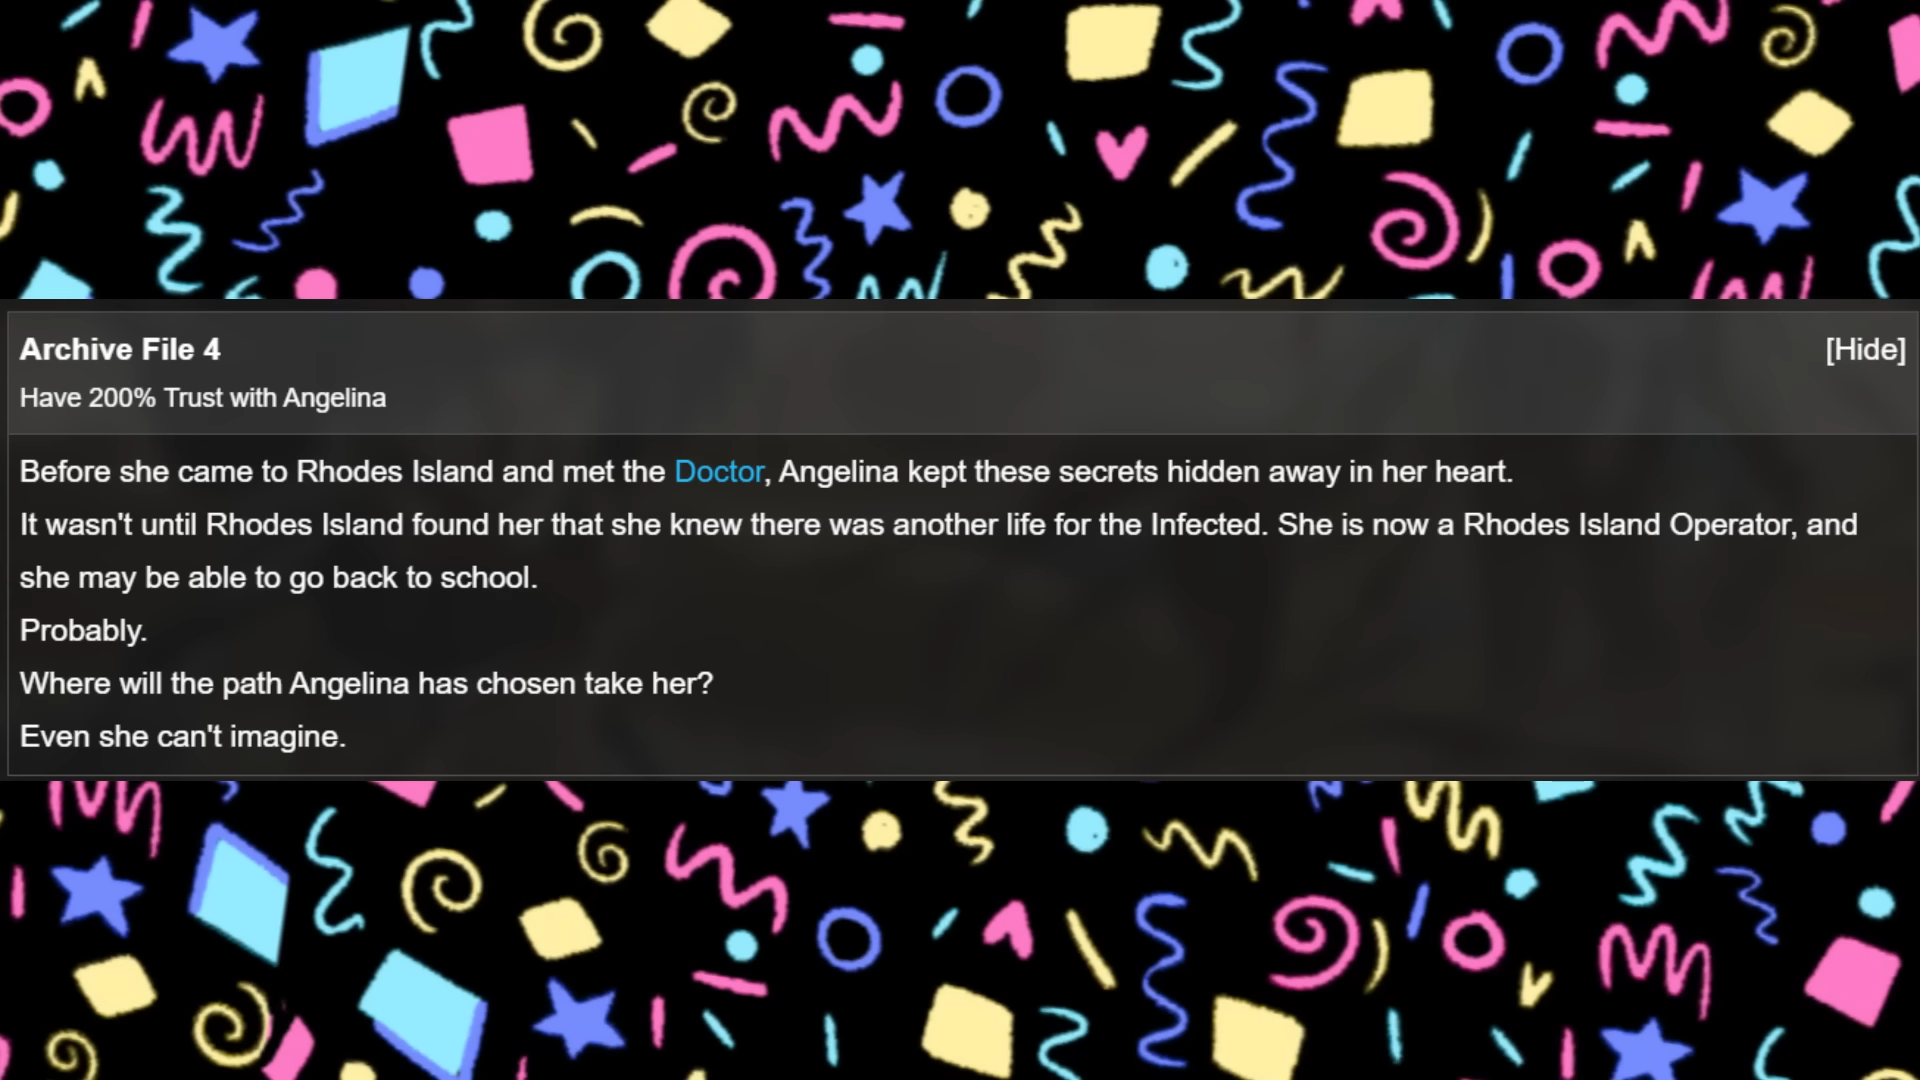 Archive File 4
[Hide]
Have 200% Trust with Angelina
Before she came to Rhodes Island and met the Doctor, Angelina kept these secrets hidden away in her heart.
It wasn't until Rhodes Island found her that she knew there was another life for the Infected. She is now a Rhodes Island Operator, and
she may be able to go back to school.
Probably.
Where will the path Angelina has chosen take her?
Even she can't imagine.